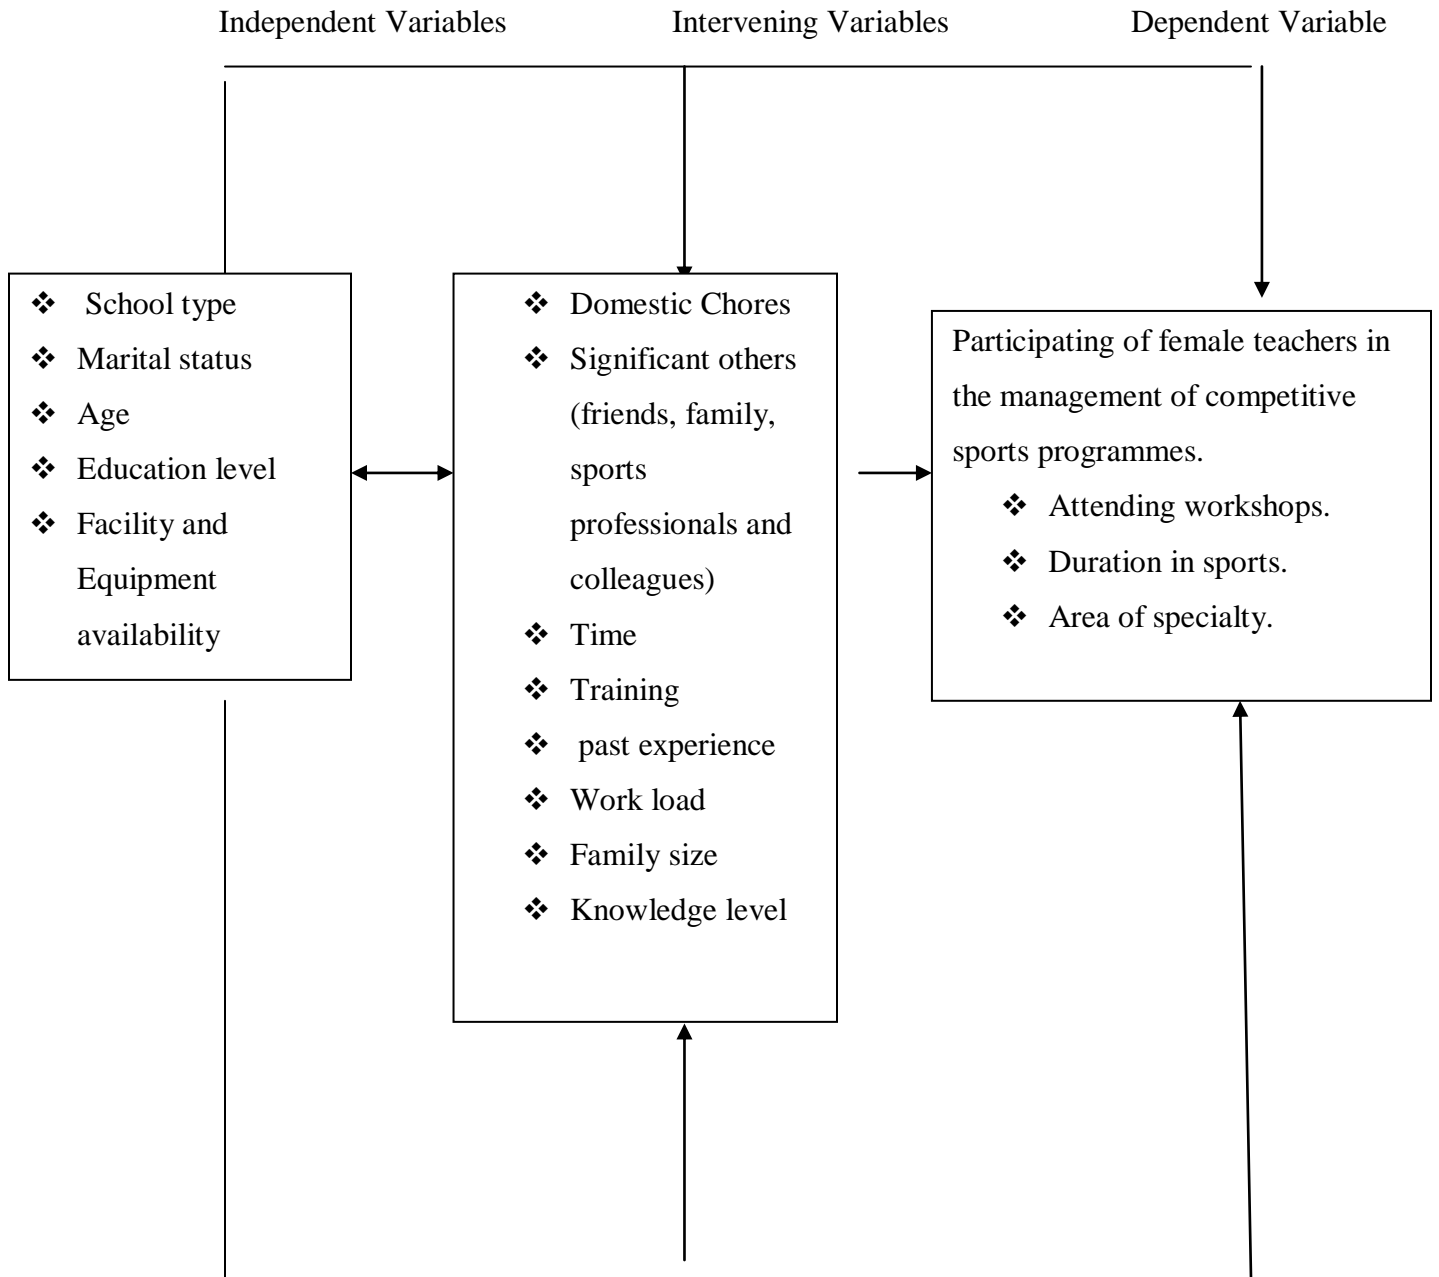 Independent Variables
Intervening Variables
Dependent Variable
❖ School type
❖ Marital status
❖ Age
❖ Education level
❖ Facility and
Equipment
availability
❖ Domestic Chores
❖ Significant others
(friends, family,
sports
professionals and
colleagues)
❖ Time
❖ Training
❖ past experience
❖ Work load
❖ Family size
❖ Knowledge level
Participating of female teachers in
the management of competitive
sports programmes.
❖ Attending workshops.
❖ Duration in sports.
❖ Area of specialty.